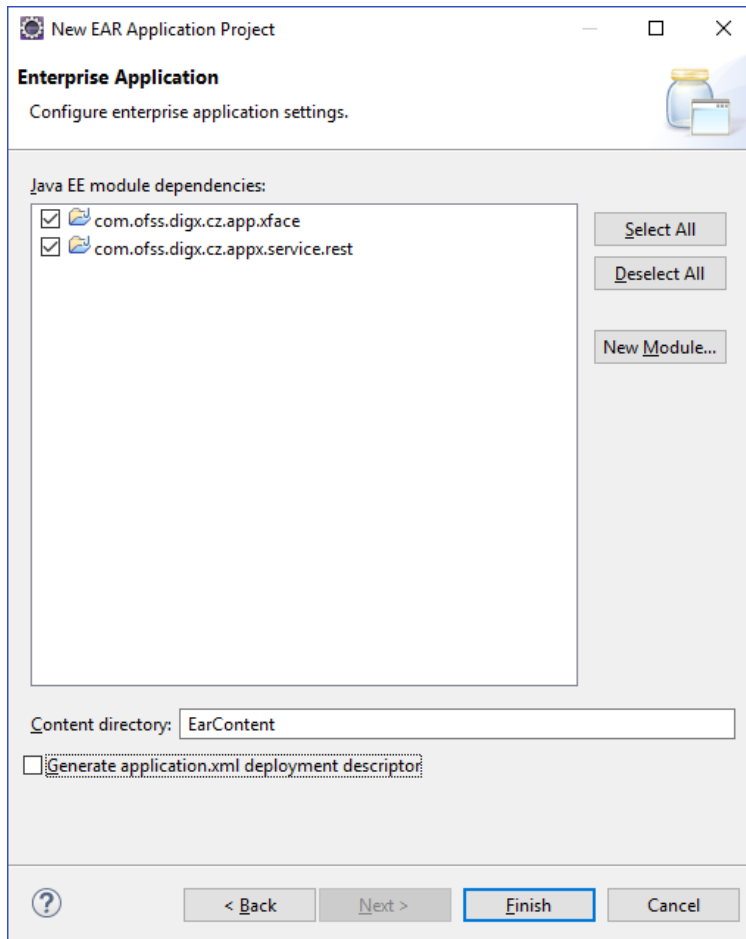 New EAR Application Project
Enterprise Application
Configure enterprise application settings.
Java EE module dependencies:
com.ofss.digx.cz.app.xface
com.ofss.digx.cz.appx.service.rest
Select All
Deselect All
New Module...
Content directory: EarContent
Generate application.xml deployment descriptor
? < Back Next > Finish Cancel